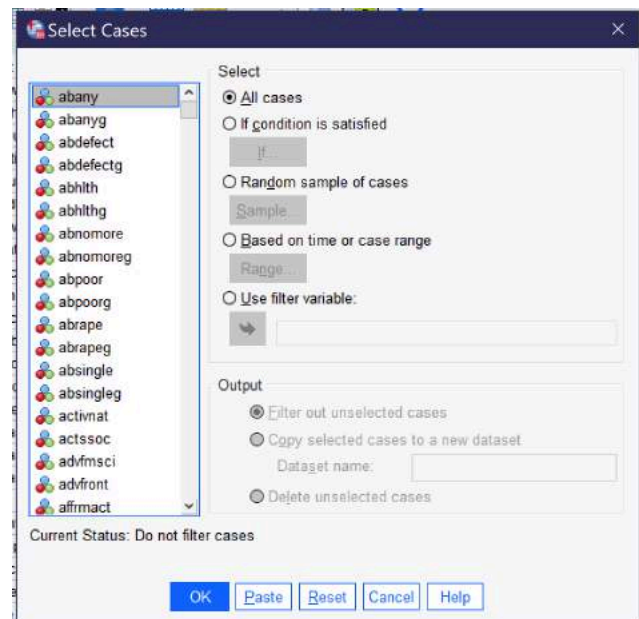 Select Cases
abany
abanyg
abdefect
abdefectg
abhlth
abhlthg
abnomore
abnomoreg
abpoor
abpoorg
abrape
abrapeg
absingle
absingleg
activnat
actssoc
advfmsci
advfront
affrmact
Select
All cases
If condition is satisfied
If...
Random sample of cases
Sample...
Based on time or case range
Range...
Use filter variable:
Output
Filter out unselected cases
Copy selected cases to a new dataset
Dataset name:
Delete unselected cases
Current Status: Do not filter cases
OK Paste Reset Cancel Help